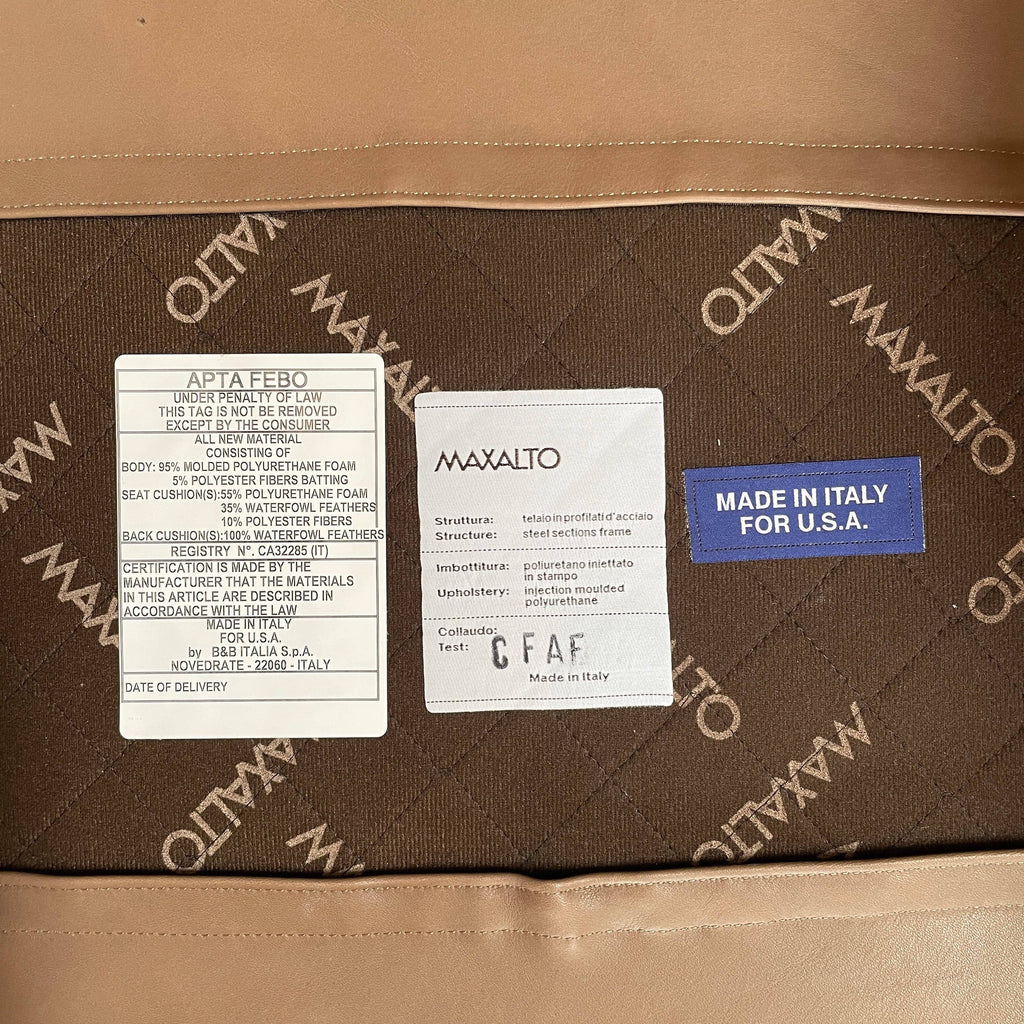 MAXALTO
MAXALTO
MAXALTO
MAXALTO
APTA FEBO
UNDER PENALTY OF LAW
THIS TAG IS NOT BE REMOVED
EXCEPT BY THE CONSUMER
ALL NEW MATERIAL
CONSISTING OF
BODY: 95% MOLDED POLYURETHANE FOAM
5% POLYESTER FIBERS BATTING
SEAT CUSHION(S):55% POLYURETHANE FOAM
35% WATERFOWL FEATHERS
10% POLYESTER FIBERS
BACK CUSHION(S):100% WATERFOWL FEATHERS
REGISTRY N°. CA32285 (IT)
CERTIFICATION IS MADE BY THE
MANUFACTURER THAT THE MATERIALS
IN THIS ARTICLE ARE DESCRIBED IN
ACCORDANCE WITH THE LAW
MADE IN ITALY
FOR U.S.A.
by B&B ITALIA S.p.A.
NOVEDRATE - 22060 - ITALY
DATE OF DELIVERY
MAXALTO
Struttura: telaio in profilati d'acciaio
Structure: steel sections frame
Imbottitura: poliuretano iniettato
in stampo
Upholstery: injection moulded
polyurethane
Collaudo:
Test: C F A F
Made in Italy
MADE IN ITALY
FOR U.S.A.
MAXALTO
MAXALTO